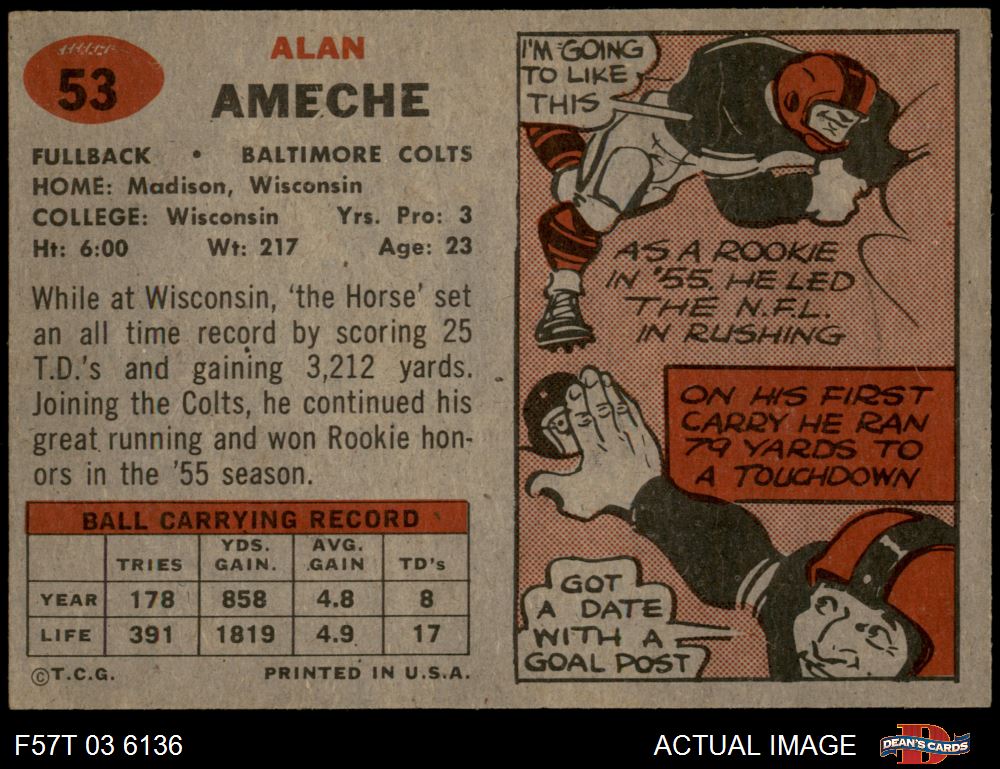 53
ALAN
AMECHE
FULLBACK • BALTIMORE COLTS
HOME: Madison, Wisconsin
COLLEGE: Wisconsin Yrs. Pro: 3
Ht: 6:00 Wt: 217 Age: 23
While at Wisconsin, 'the Horse' set
an all time record by scoring 25
T.D.'s and gaining 3,212 yards.
Joining the Colts, he continued his
great running and won Rookie hon-
ors in the '55 season.
BALL CARRYING RECORD
TRIES YDS. GAIN. AVG. GAIN TD's
YEAR 178 858 4.8 8
LIFE 391 1819 4.9 17
©T.C.G. PRINTED IN U.S.A.
I'M GOING
TO LIKE
THIS
AS A ROOKIE
IN '55, HE LED
THE N.F.L.
IN RUSHING
ON HIS FIRST
CARRY HE RAN
79 YARDS TO
A TOUCHDOWN
GOT
A DATE
WITH A
GOAL POST
F57T 03 6136
ACTUAL IMAGE
DEAN'S CARDS